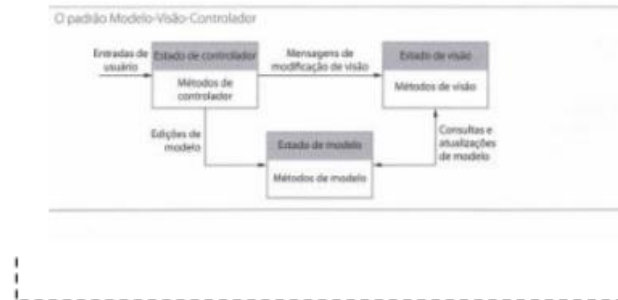 O padrão Modelo-Visão-Controlador
Entradas de
usuário
Estado de controlador
Métodos de
controlador
Mensagens de
modificação de visão
Estado de visão
Métodos de visão
Edições de
modelo
Estado de modelo
Métodos de modelo
Consultas e
atualizações
de modelo